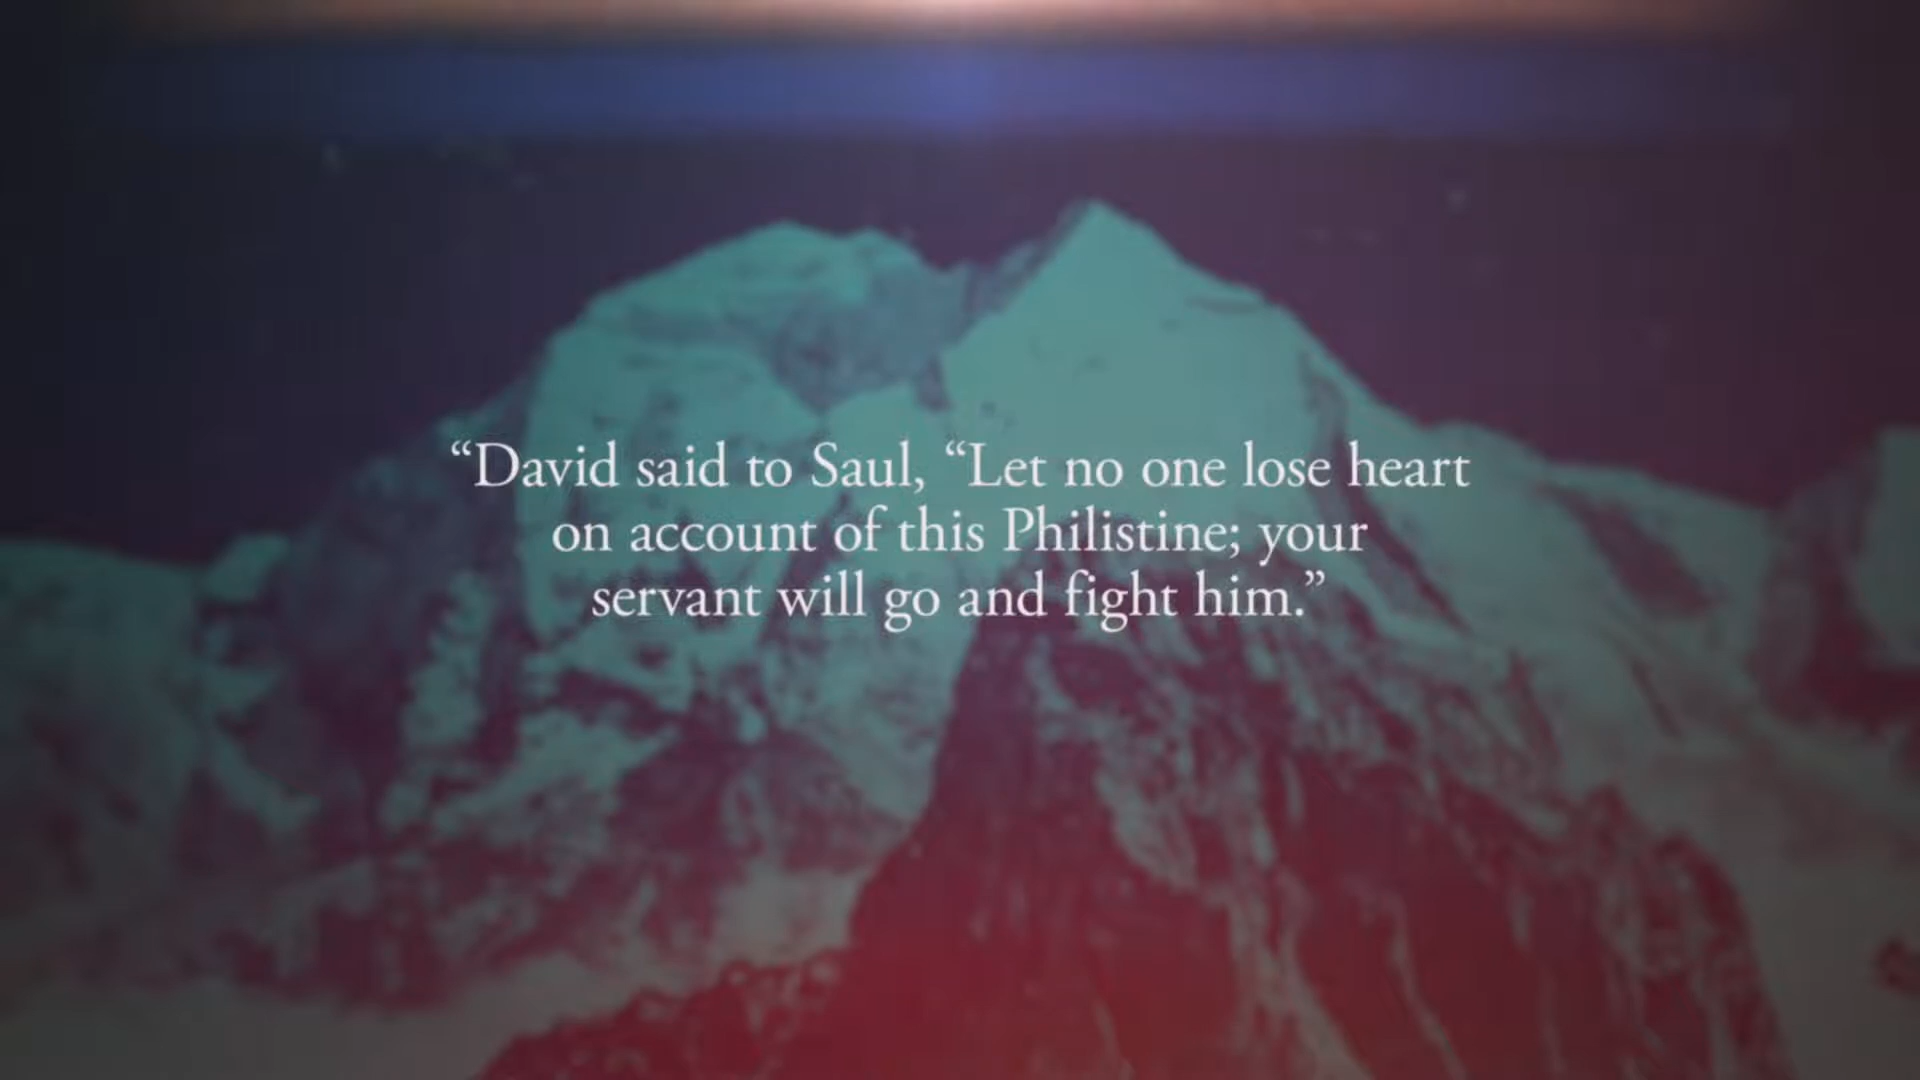 “David said to Saul, “Let no one lose heart
on account of this Philistine; your
servant will go and fight him.”